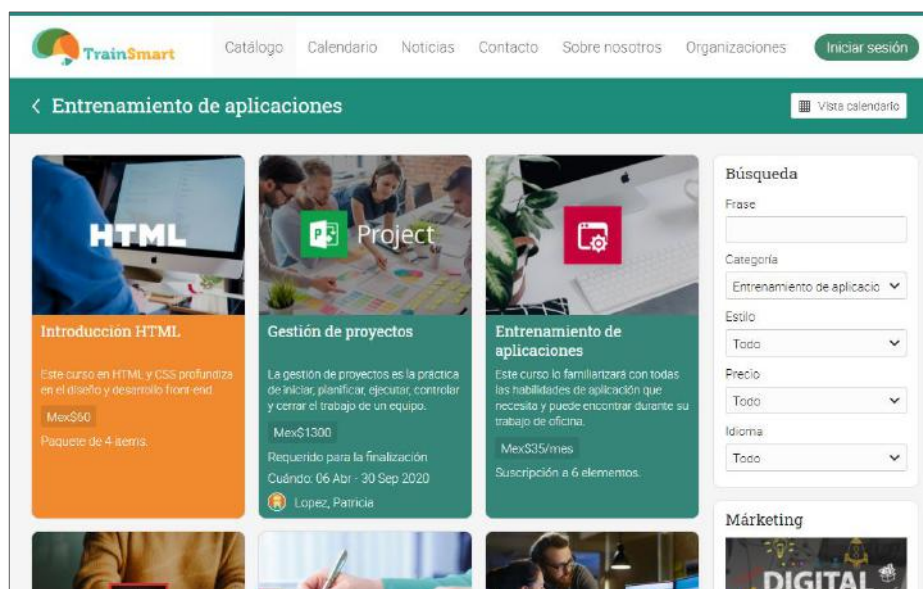 TrainSmart
Catálogo
Calendario
Noticias
Contacto
Sobre nosotros
Organizaciones
Iniciar sesión
Entrenamiento de aplicaciones
Vista calendario
HTML
Introducción HTML
Este curso en HTML y CSS profundiza
en el diseño y desarrollo front-end.
Mex$60
Paquete de 4 items.
Project
Gestión de proyectos
La gestión de proyectos es la práctica
de iniciar, planificar, ejecutar, controlar
y cerrar el trabajo de un equipo.
Mex$1300
Requerido para la finalización
Cuándo: 06 Abr - 30 Sep 2020
Lopez, Patricia
Entrenamiento de
aplicaciones
Este curso lo familiarizará con todas
las habilidades de aplicación que
necesita y puede encontrar durante su
trabajo de oficina.
Mex$35/mes
Suscripción a 6 elementos.
Búsqueda
Frase
Categoría
Entrenamiento de aplicacio
Estilo
Todo
Precio
Todo
Idioma
Todo
Márketing
DIGITAL